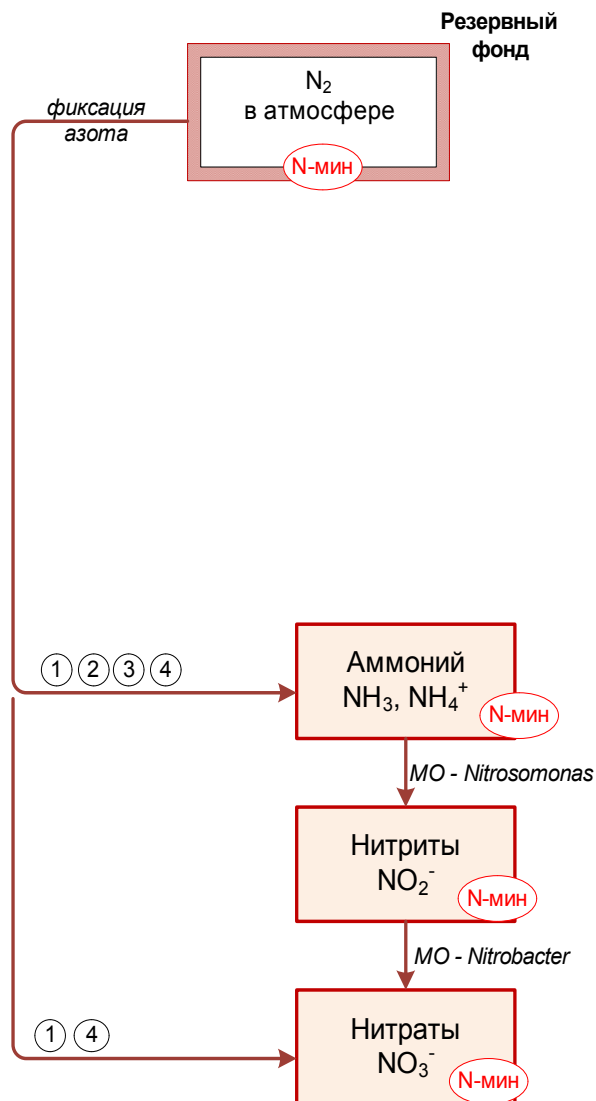 Резервный
фонд
N₂
в атмосфере
N-мин
фиксация
азота
1 2 3 4
Аммоний
NH₃, NH₄⁺
N-мин
МО - Nitrosomonas
Нитриты
NO₂⁻
N-мин
МО - Nitrobacter
1 4
Нитраты
NO₃⁻
N-мин